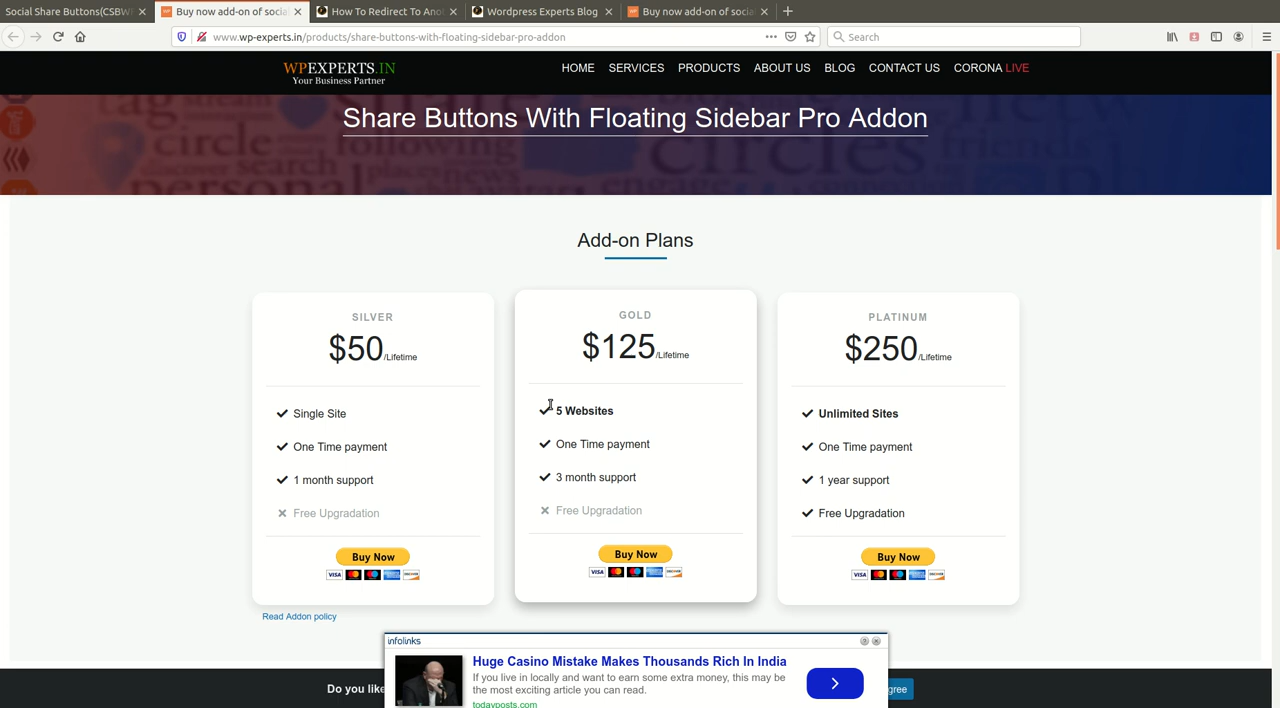 Social Share Buttons(CSBW
Buy now add-on of social
How To Redirect To Anot
Wordpress Experts Blog
Buy now add-on of social
www.wp-experts.in/products/share-buttons-with-floating-sidebar-pro-addon
Search
WPEXPERTS.IN
Your Business Partner
HOME SERVICES PRODUCTS ABOUT US BLOG CONTACT US CORONA LIVE
Share Buttons With Floating Sidebar Pro Addon
Add-on Plans
SILVER
$50/Lifetime
Single Site
One Time payment
1 month support
Free Upgradation
Buy Now
VISA
Read Addon policy
GOLD
$125/Lifetime
5 Websites
One Time payment
3 month support
Free Upgradation
Buy Now
VISA
PLATINUM
$250/Lifetime
Unlimited Sites
One Time payment
1 year support
Free Upgradation
Buy Now
VISA
infolinks
Huge Casino Mistake Makes Thousands Rich In India
If you live in locally and want to earn some extra money, this may be
the most exciting article you can read.
todayposts.com
Do you like
gree